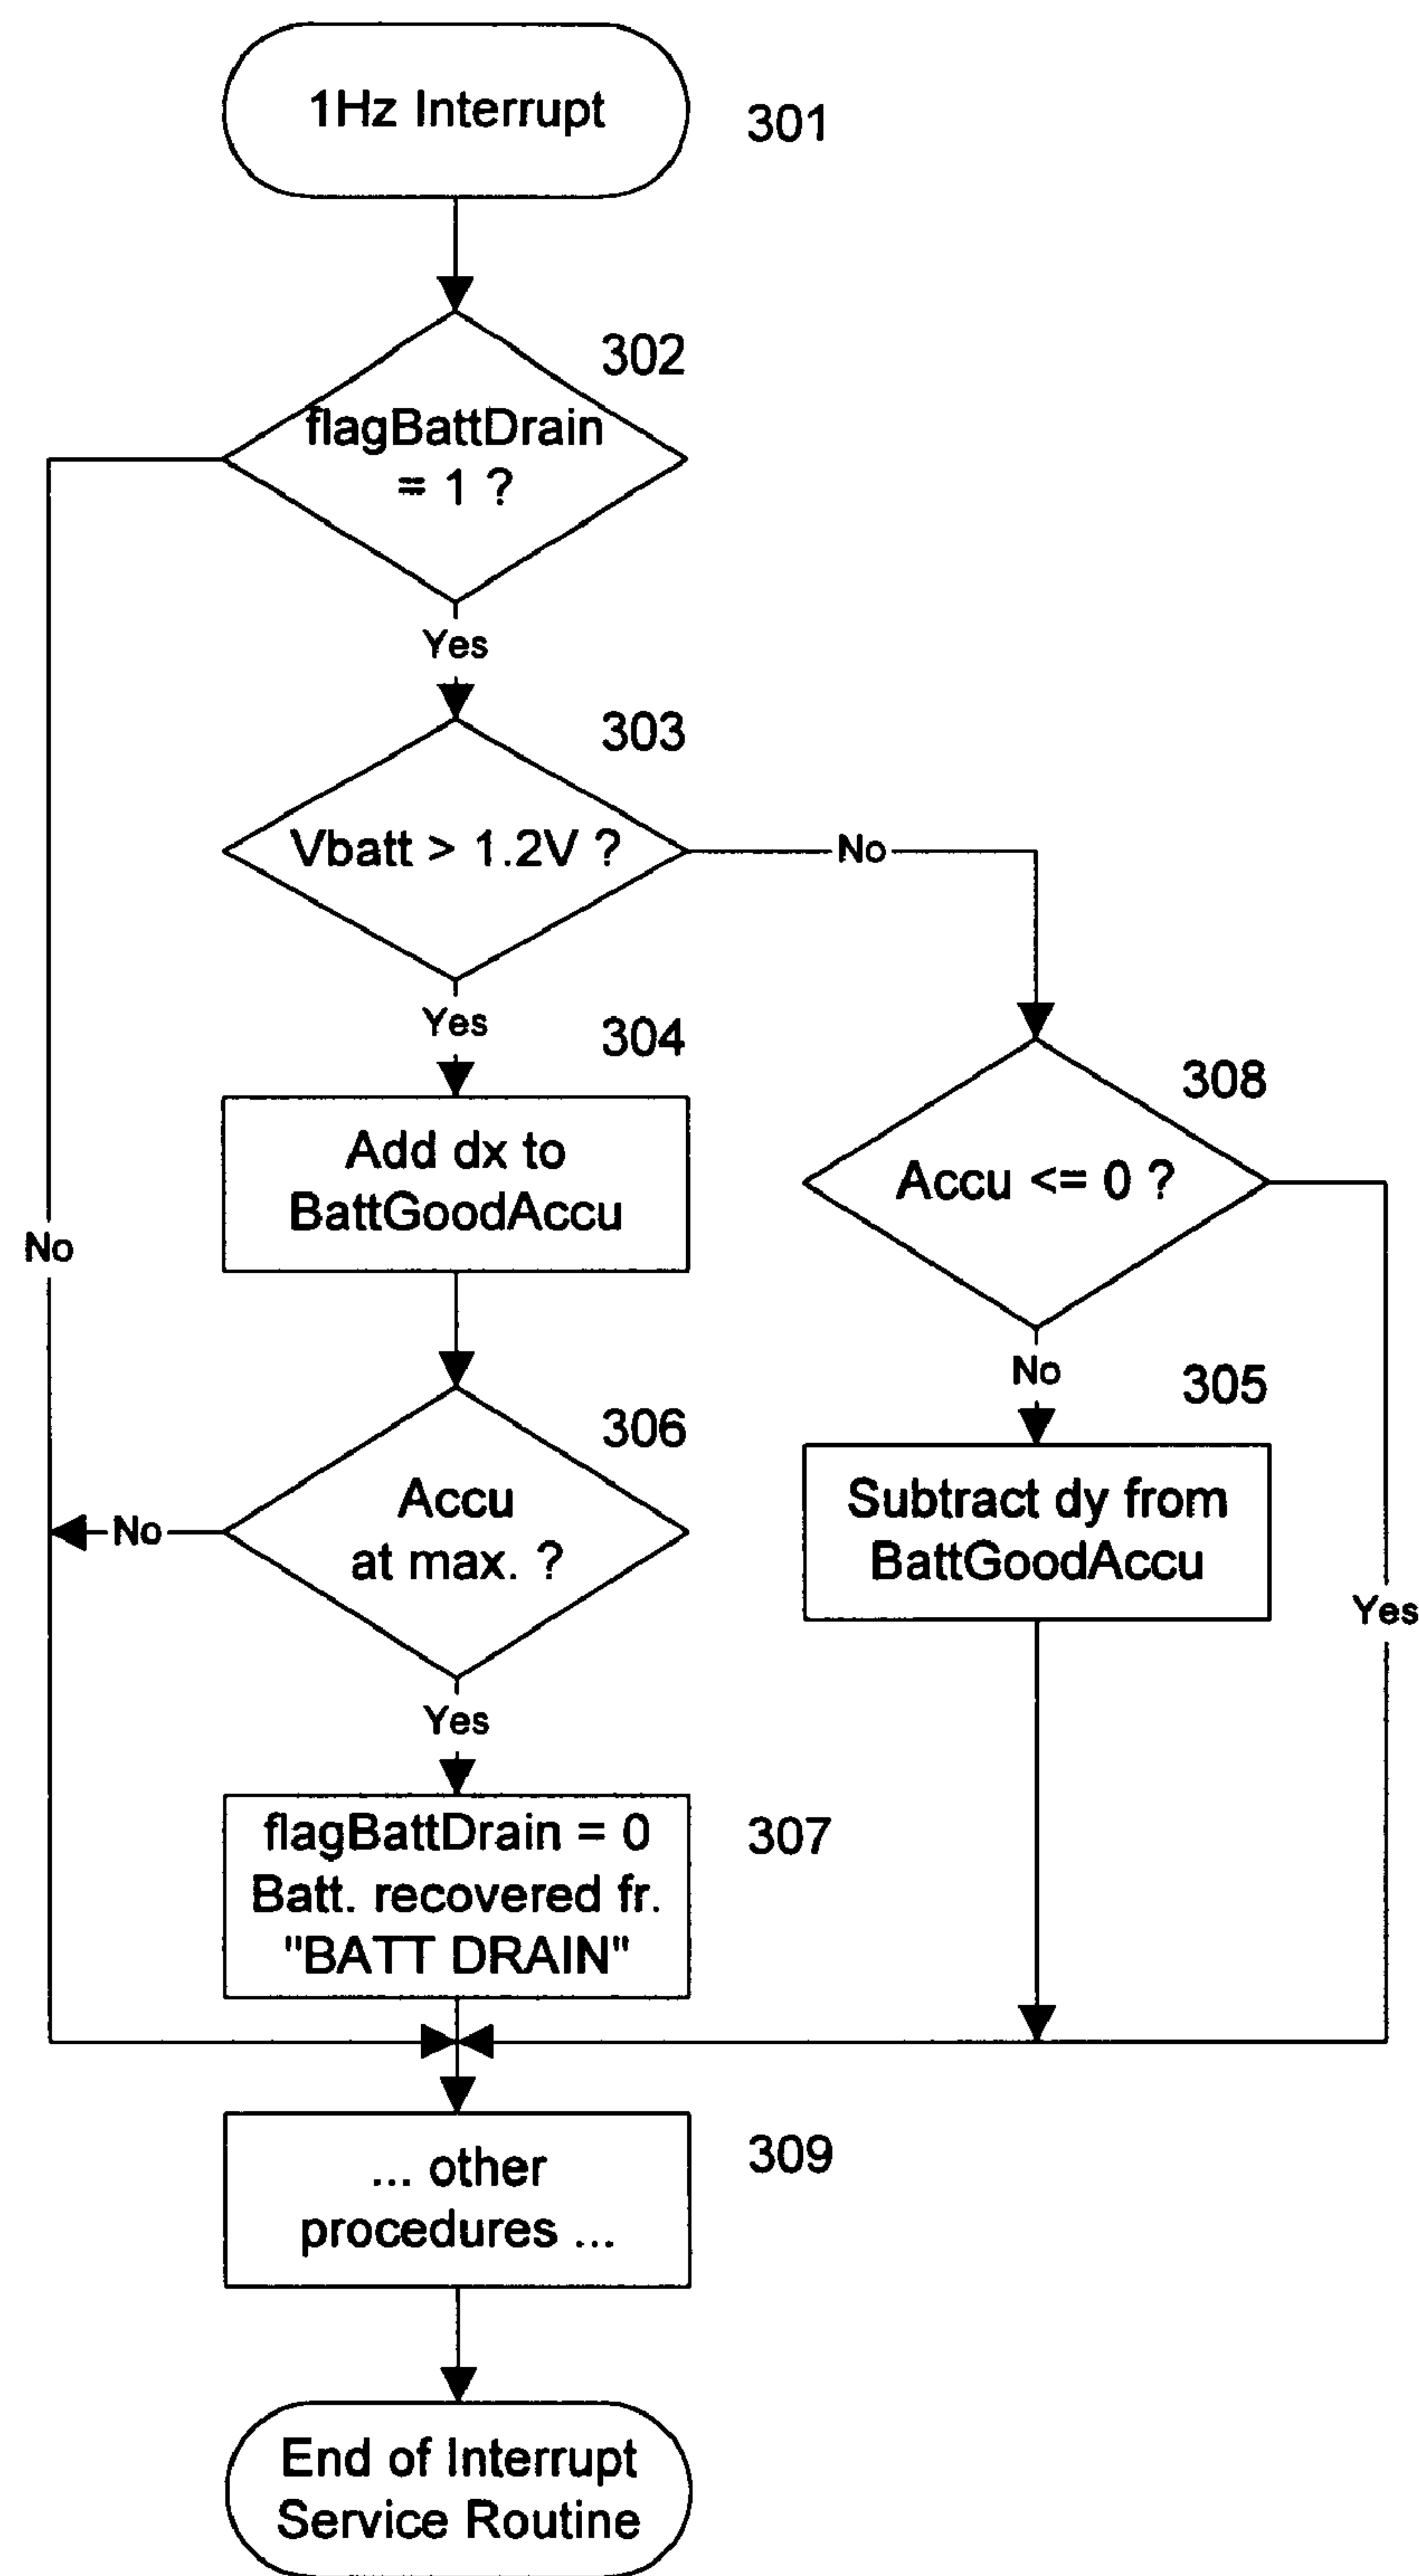 1Hz Interrupt
301
302
flagBattDrain
= 1 ?
Yes
303
Vbatt > 1.2V ?
No
Yes
304
Add dx to
BattGoodAccu
308
Accu <= 0 ?
No
No
305
306
Accu
at max. ?
No
Subtract dy from
BattGoodAccu
Yes
Yes
flagBattDrain = 0
Batt. recovered fr.
"BATT DRAIN"
307
... other
procedures ...
309
End of Interrupt
Service Routine